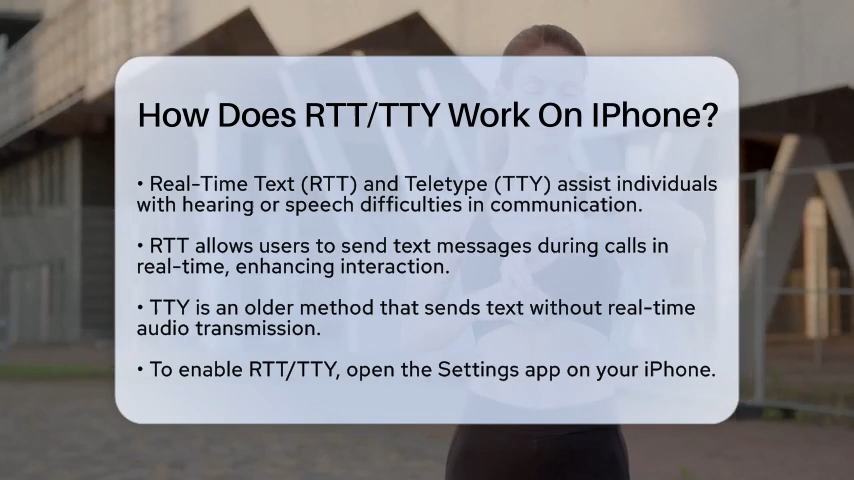 How Does RTT/TTY Work On IPhone?
• Real-Time Text (RTT) and Teletype (TTY) assist individuals
with hearing or speech difficulties in communication.
• RTT allows users to send text messages during calls in
real-time, enhancing interaction.
• TTY is an older method that sends text without real-time
audio transmission.
• To enable RTT/TTY, open the Settings app on your iPhone.